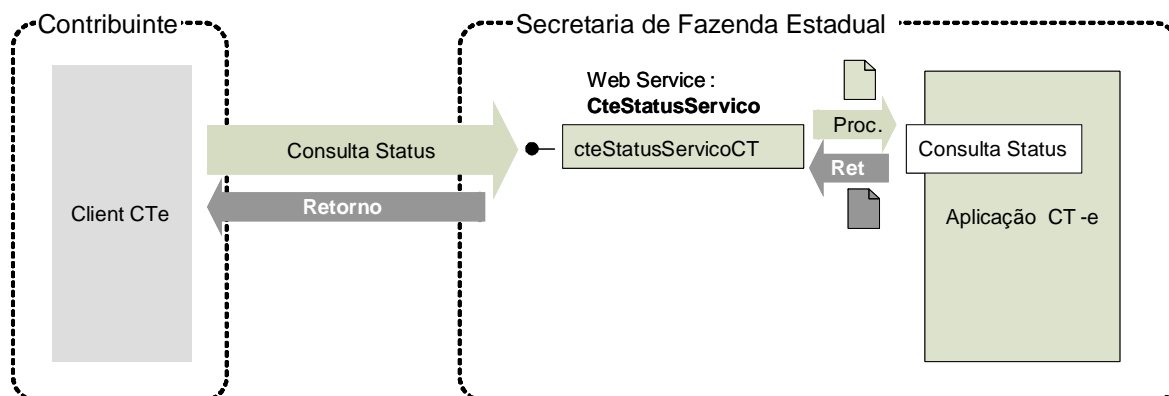 Contribuinte
Secretaria de Fazenda Estadual
Web Service :
CteStatusServico
Proc.
Consulta Status
cteStatusServicoCT
Consulta Status
Ret
Retorno
Client CTe
Aplicação CT -e